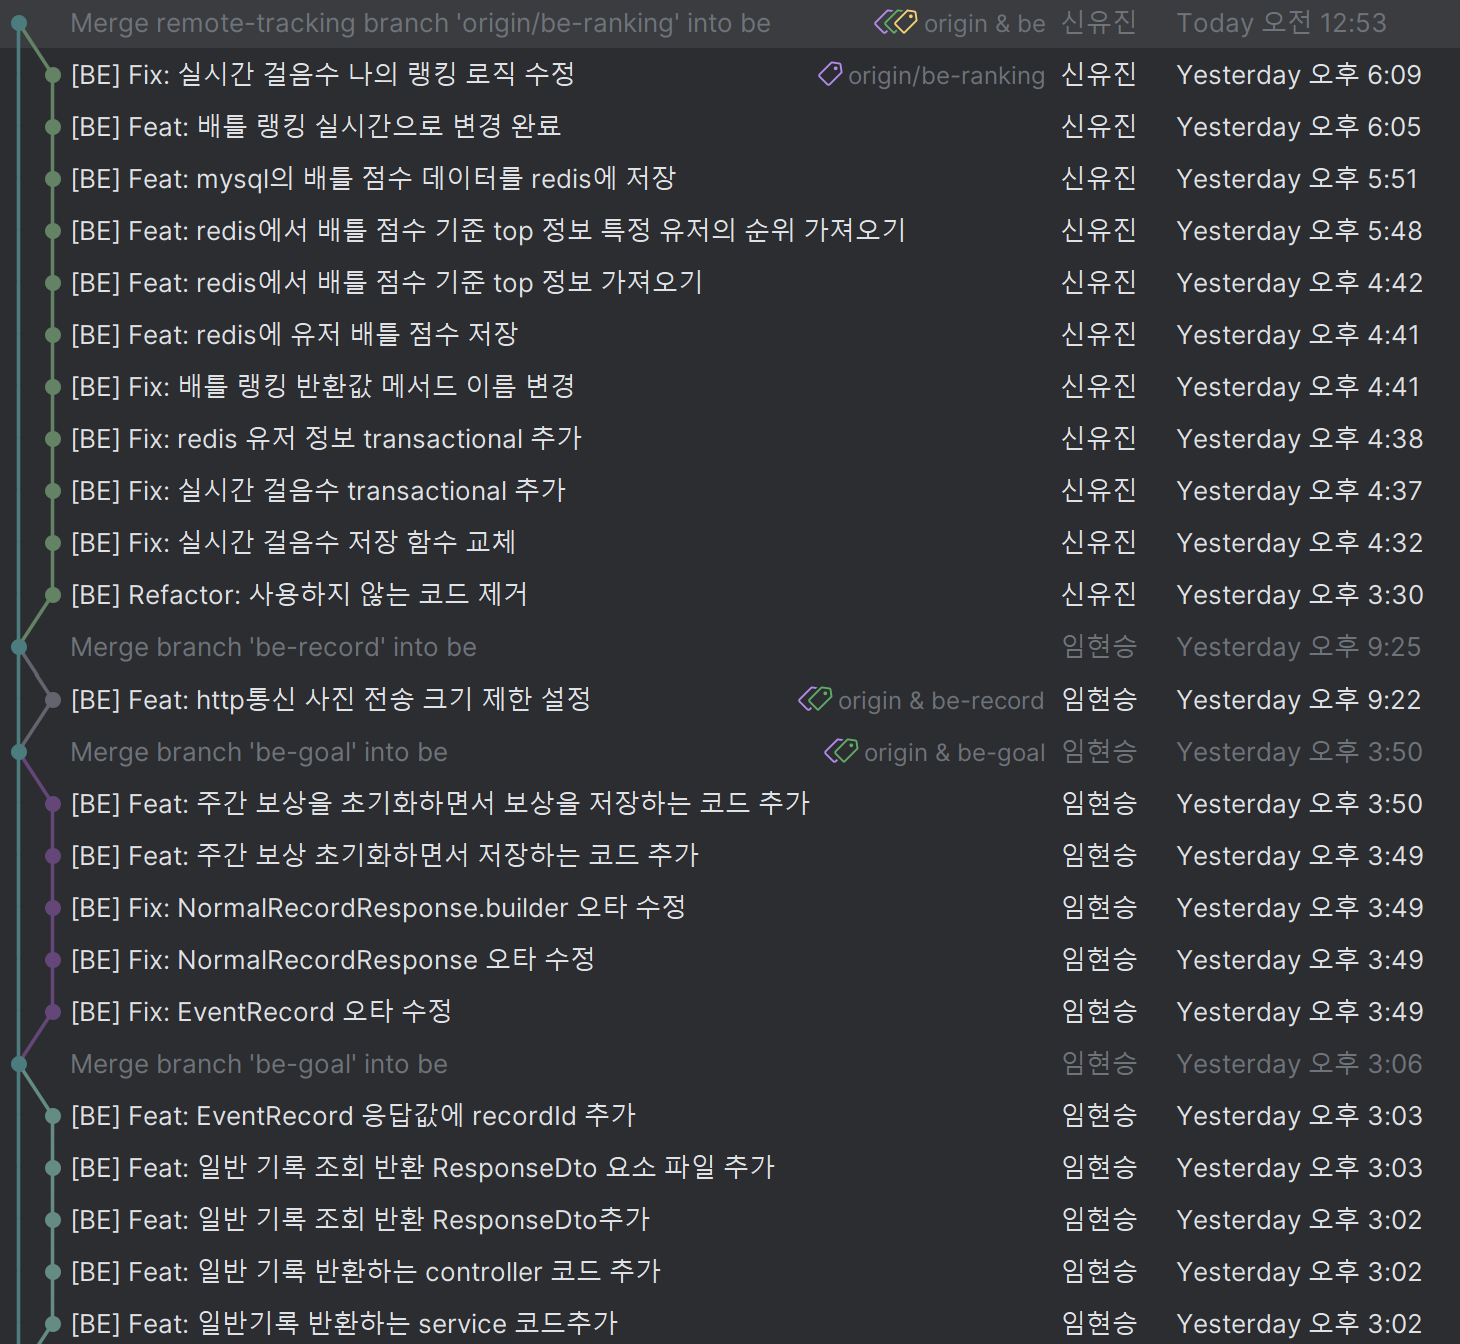 Merge remote-tracking branch 'origin/be-ranking' into be origin & be 신유진 Today 오전 12:53
[BE] Fix: 실시간 걸음수 나의 랭킹 로직 수정 origin/be-ranking 신유진 Yesterday 오후 6:09
[BE] Feat: 배틀 랭킹 실시간으로 변경 완료 신유진 Yesterday 오후 6:05
[BE] Feat: mysql의 배틀 점수 데이터를 redis에 저장 신유진 Yesterday 오후 5:51
[BE] Feat: redis에서 배틀 점수 기준 top 정보 특정 유저의 순위 가져오기 신유진 Yesterday 오후 5:48
[BE] Feat: redis에서 배틀 점수 기준 top 정보 가져오기 신유진 Yesterday 오후 4:42
[BE] Feat: redis에 유저 배틀 점수 저장 신유진 Yesterday 오후 4:41
[BE] Fix: 배틀 랭킹 반환값 메서드 이름 변경 신유진 Yesterday 오후 4:41
[BE] Fix: redis 유저 정보 transactional 추가 신유진 Yesterday 오후 4:38
[BE] Fix: 실시간 걸음수 transactional 추가 신유진 Yesterday 오후 4:37
[BE] Fix: 실시간 걸음수 저장 함수 교체 신유진 Yesterday 오후 4:32
[BE] Refactor: 사용하지 않는 코드 제거 신유진 Yesterday 오후 3:30
Merge branch 'be-record' into be 임현승 Yesterday 오후 9:25
[BE] Feat: http통신 사진 전송 크기 제한 설정 origin & be-record 임현승 Yesterday 오후 9:22
Merge branch 'be-goal' into be origin & be-goal 임현승 Yesterday 오후 3:50
[BE] Feat: 주간 보상을 초기화하면서 보상을 저장하는 코드 추가 임현승 Yesterday 오후 3:50
[BE] Feat: 주간 보상 초기화하면서 저장하는 코드 추가 임현승 Yesterday 오후 3:49
[BE] Fix: NormalRecordResponse.builder 오타 수정 임현승 Yesterday 오후 3:49
[BE] Fix: NormalRecordResponse 오타 수정 임현승 Yesterday 오후 3:49
[BE] Fix: EventRecord 오타 수정 임현승 Yesterday 오후 3:49
Merge branch 'be-goal' into be 임현승 Yesterday 오후 3:06
[BE] Feat: EventRecord 응답값에 recordId 추가 임현승 Yesterday 오후 3:03
[BE] Feat: 일반 기록 조회 반환 ResponseDto 요소 파일 추가 임현승 Yesterday 오후 3:03
[BE] Feat: 일반 기록 조회 반환 ResponseDto추가 임현승 Yesterday 오후 3:02
[BE] Feat: 일반 기록 반환하는 controller 코드 추가 임현승 Yesterday 오후 3:02
[BE] Feat: 일반기록 반환하는 service 코드추가 임현승 Yesterday 오후 3:02